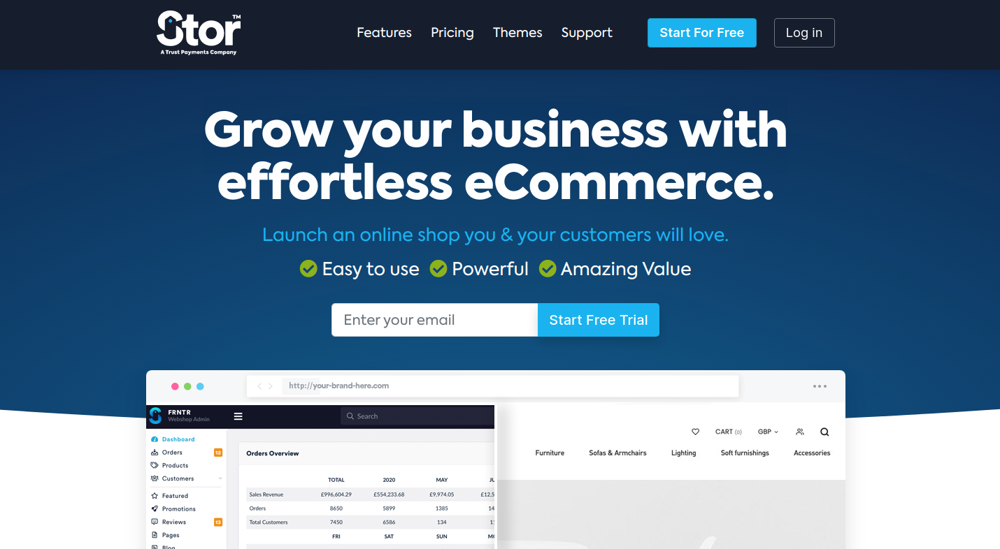 Stor™
A Trust Payments Company
Features Pricing Themes Support Start For Free Log in
Grow your business with
effortless eCommerce.
Launch an online shop you & your customers will love.
Easy to use Powerful Amazing Value
Enter your email Start Free Trial
http://your-brand-here.com
FRNTR
Webshop Admin
Search
Dashboard
Orders 12
Products
Customers
Featured
Promotions
Reviews 13
Pages
Blog
Orders Overview
TOTAL 2020 MAY
Sales Revenue £996,604.29 £554,233.68 £9,974.05
Orders 8650 5899 1385
Total Customers 7450 6586 134
FRI SAT SUN
CART (0) GBP
Furniture Sofas & Armchairs Lighting Soft furnishings Accessories